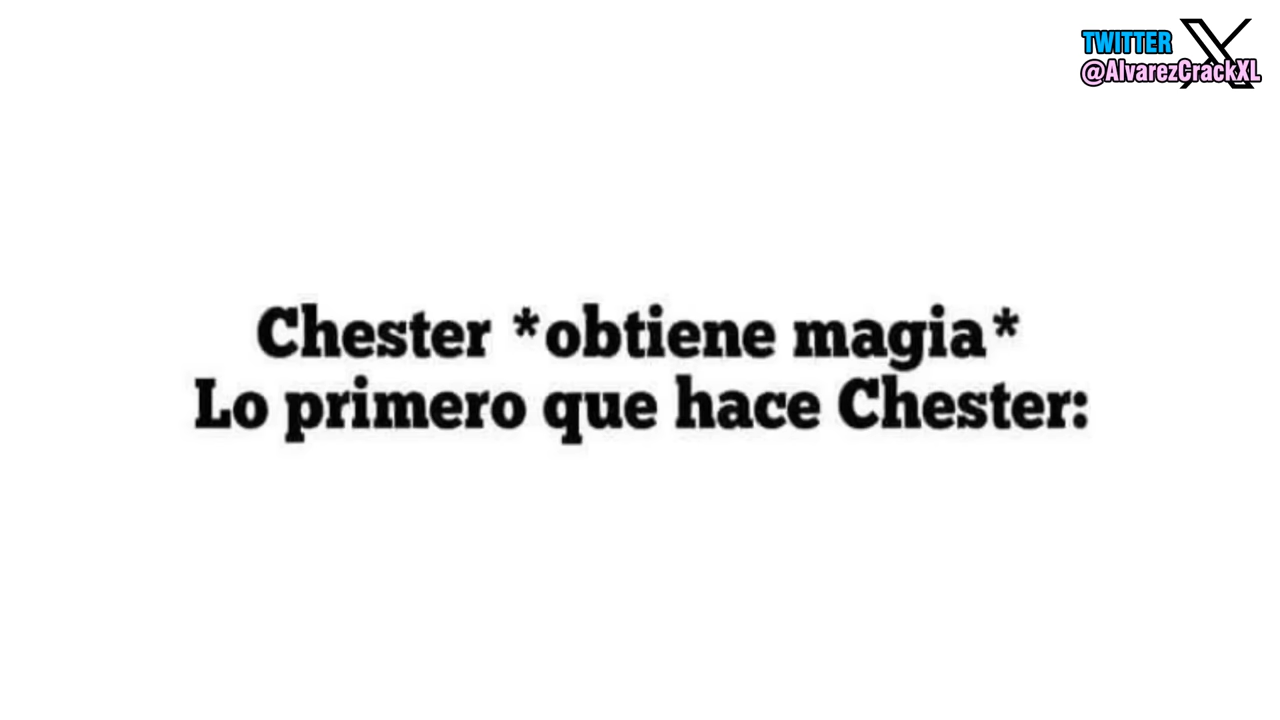 TWITTER
@AlvarezCrackXL
Chester *obtiene magia*
Lo primero que hace Chester: